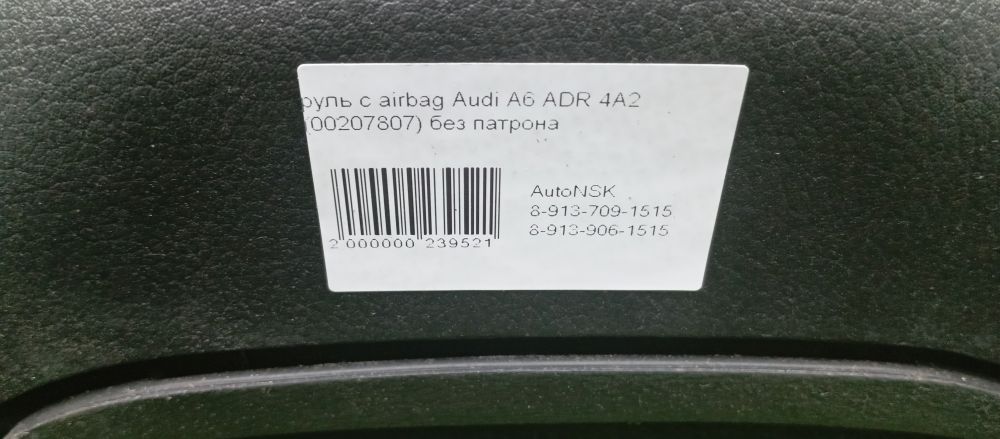 руль с airbag Audi A6 ADR 4A2
(00207807) без патрона
AutoNSK
8-913-709-1515
8-913-906-1515
2 000000 239521